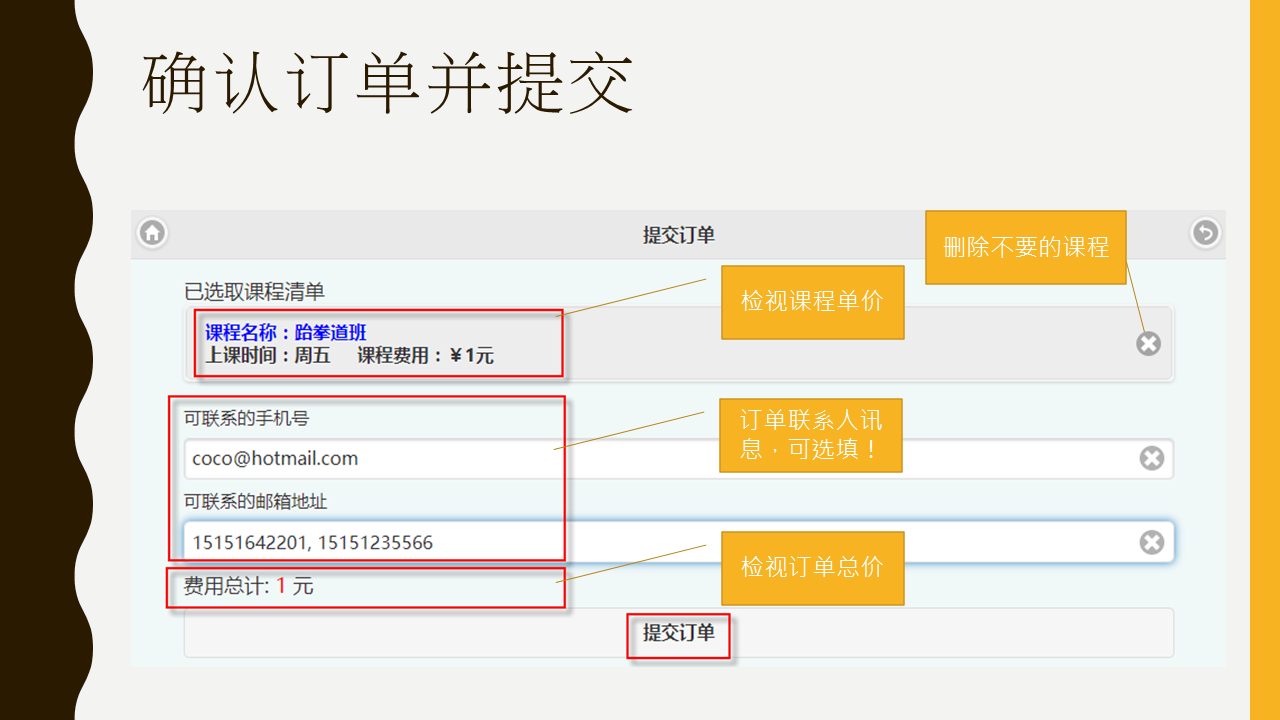 确认订单并提交
提交订单
删除不要的课程
已选取课程清单
检视课程单价
课程名称：跆拳道班
上课时间：周五 课程费用：￥1元
可联系的手机号
订单联系人讯
息，可选填！
coco@hotmail.com
可联系的邮箱地址
15151642201, 15151235566
检视订单总价
费用总计: 1 元
提交订单